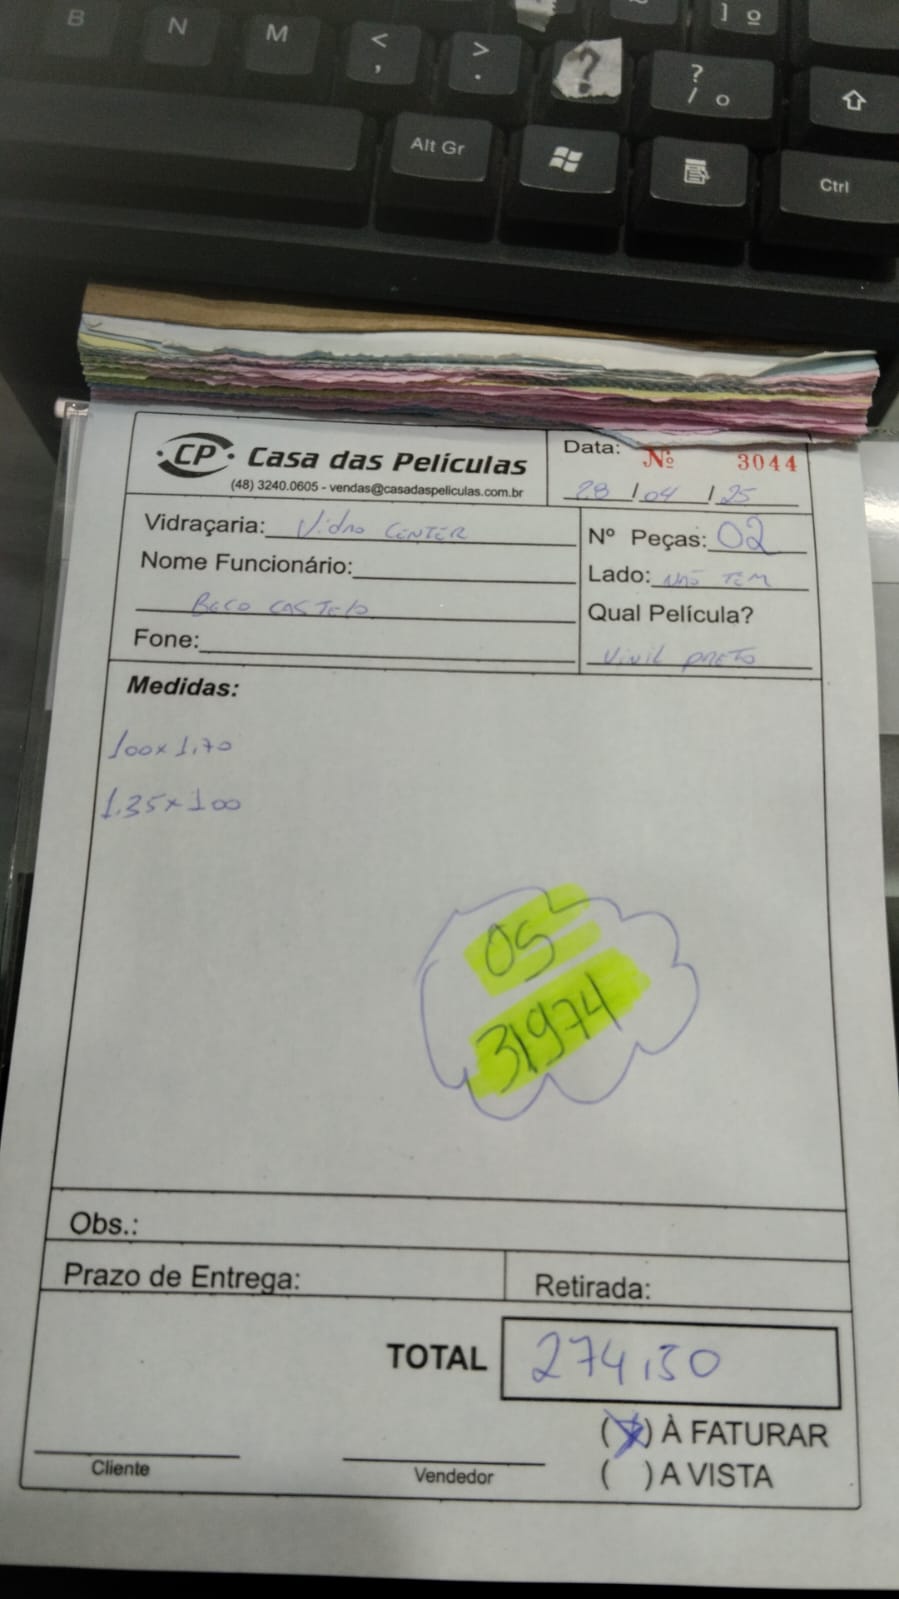 B N M < , > . ? ? / º ] º
Alt Gr Ctrl
CP Casa das Películas
(48) 3240.0605 - vendas@casadaspeliculas.com.br
Data: Nº 3044
28 / 04 / 25
Vidraçaria: Vidro CENTER
Nº Peças: 02
Nome Funcionário:
Lado: NÃO TEM
Qual Película?
Fone:
Vinil PRETO
Medidas:
100x1.70
1.35x100
OS
31974
Obs.:
Prazo de Entrega:
Retirada:
TOTAL 274,50
(X) À FATURAR
( ) A VISTA
Cliente
Vendedor